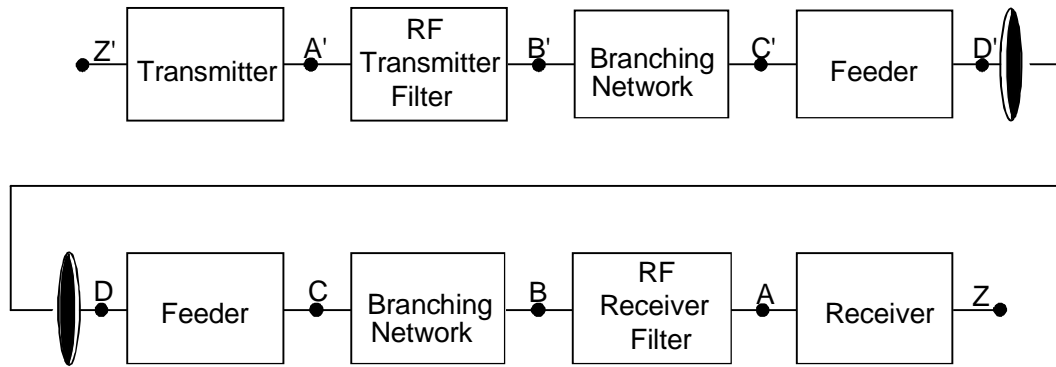 Z'
Transmitter
A'
RF
Transmitter
Filter
B'
Branching
Network
C'
Feeder
D'
D
Feeder
C
Branching
Network
B
RF
Receiver
Filter
A
Receiver
Z